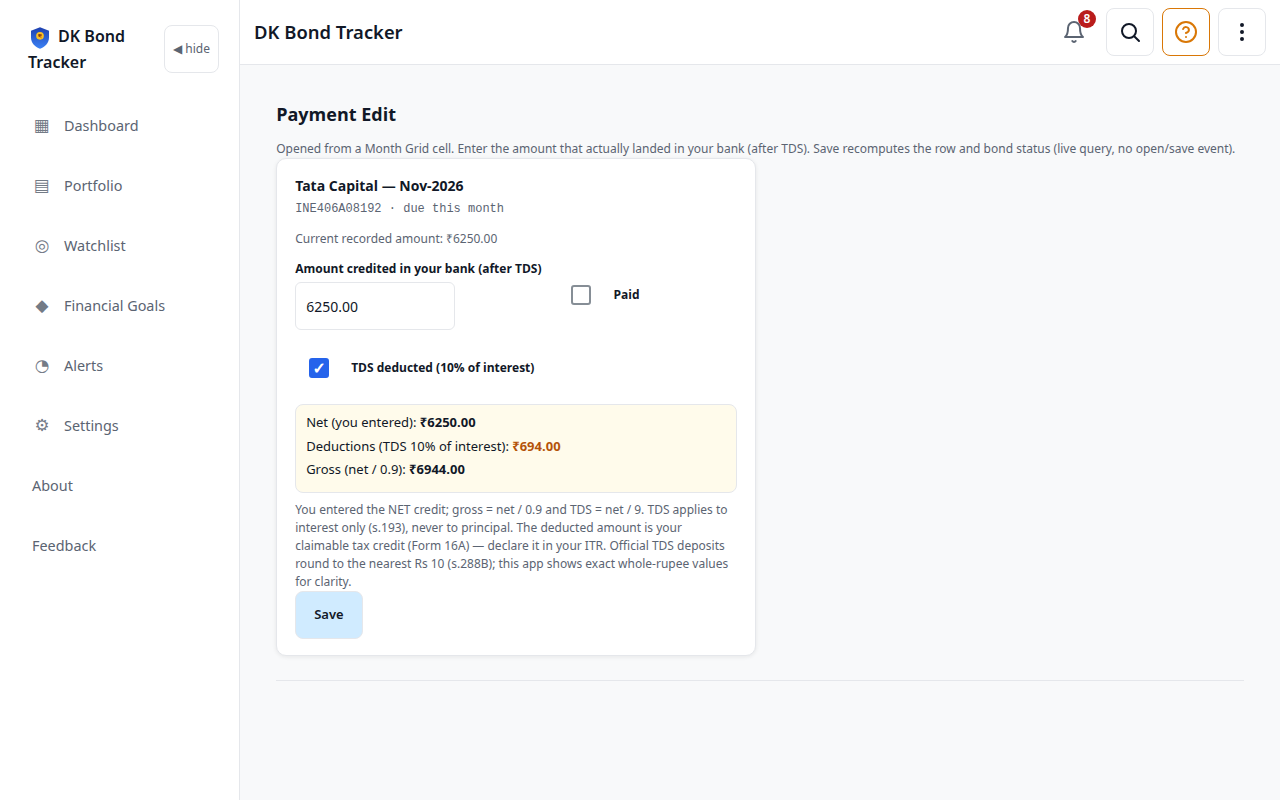 DK Bond Tracker
◀ hide
Dashboard
Portfolio
Watchlist
Financial Goals
Alerts
Settings
About
Feedback
DK Bond Tracker
8
Payment Edit
Opened from a Month Grid cell. Enter the amount that actually landed in your bank (after TDS). Save recomputes the row and bond status (live query, no open/save event).
Tata Capital — Nov-2026
INE406A08192 · due this month
Current recorded amount: ₹6250.00
Amount credited in your bank (after TDS)
6250.00
Paid
TDS deducted (10% of interest)
Net (you entered): ₹6250.00
Deductions (TDS 10% of interest): ₹694.00
Gross (net / 0.9): ₹6944.00
You entered the NET credit; gross = net / 0.9 and TDS = net / 9. TDS applies to
interest only (s.193), never to principal. The deducted amount is your
claimable tax credit (Form 16A) — declare it in your ITR. Official TDS deposits
round to the nearest Rs 10 (s.288B); this app shows exact whole-rupee values
for clarity.
Save